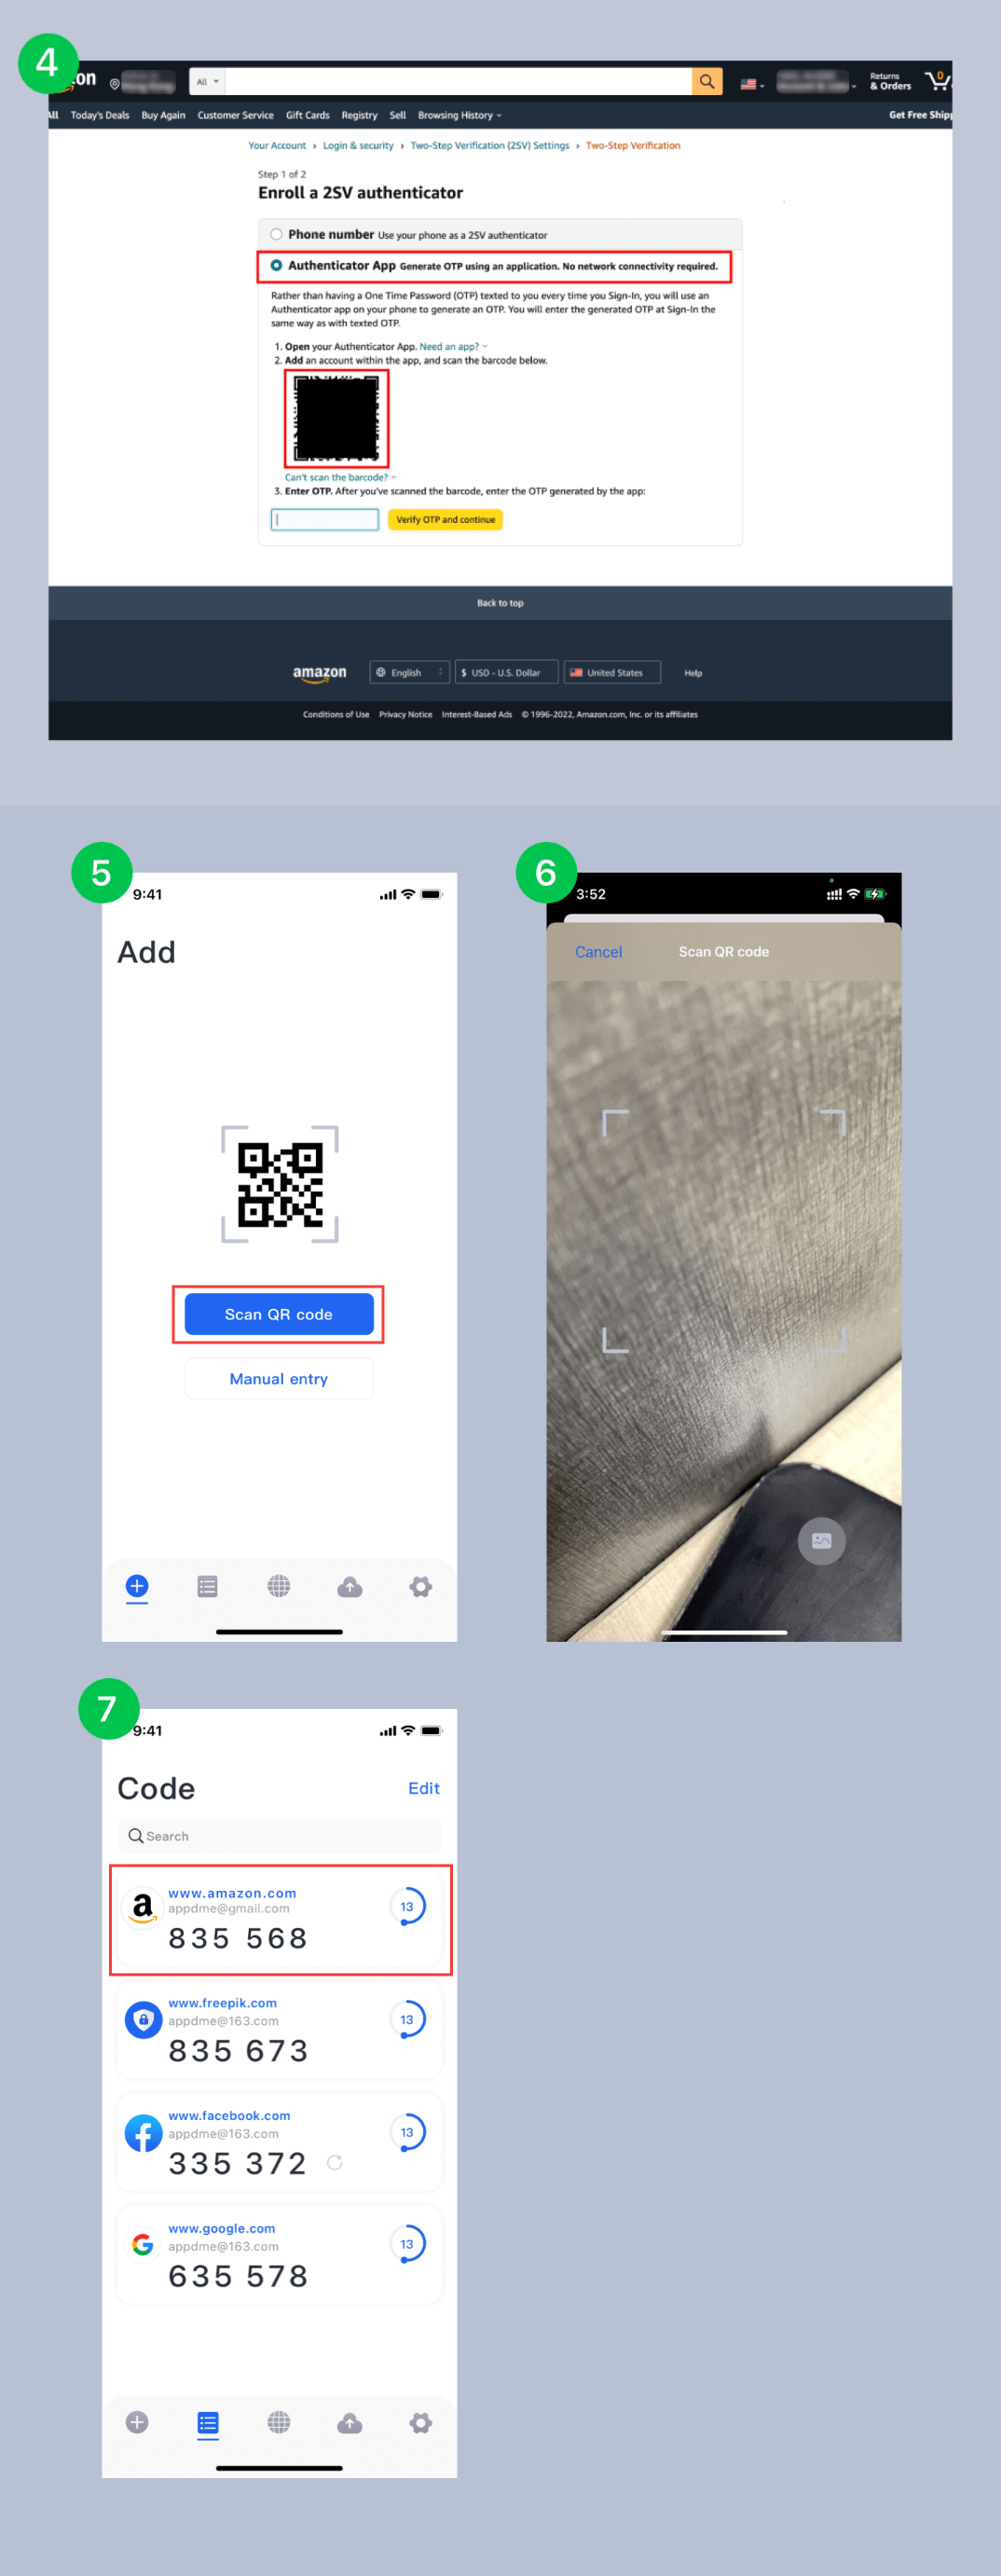 4
on
All
Returns
& Orders
0
All Today's Deals Buy Again Customer Service Gift Cards Registry Sell Browsing History
Get Free Shipp
Your Account › Login & security › Two-Step Verification (2SV) Settings › Two-Step Verification
Step 1 of 2
Enroll a 2SV authenticator
Phone number Use your phone as a 2SV authenticator
Authenticator App Generate OTP using an application. No network connectivity required.
Rather than having a One Time Password (OTP) texted to you every time you Sign-In, you will use an
Authenticator app on your phone to generate an OTP. You will enter the generated OTP at Sign-In the
same way as with texted OTP.
1. Open your Authenticator App. Need an app?
2. Add an account within the app, and scan the barcode below.
Can't scan the barcode?
3. Enter OTP. After you've scanned the barcode, enter the OTP generated by the app:
Verify OTP and continue
Back to top
amazon
English
$ USD - U.S. Dollar
United States
Help
Conditions of Use Privacy Notice Interest-Based Ads © 1996-2022, Amazon.com, Inc. or its affiliates
5
9:41
Add
Scan QR code
Manual entry
6
3:52
Cancel
Scan QR code
7
9:41
Code
Edit
Search
www.amazon.com
appdme@gmail.com
835 568
13
www.freepik.com
appdme@163.com
835 673
13
www.facebook.com
appdme@163.com
335 372
13
www.google.com
appdme@163.com
635 578
13